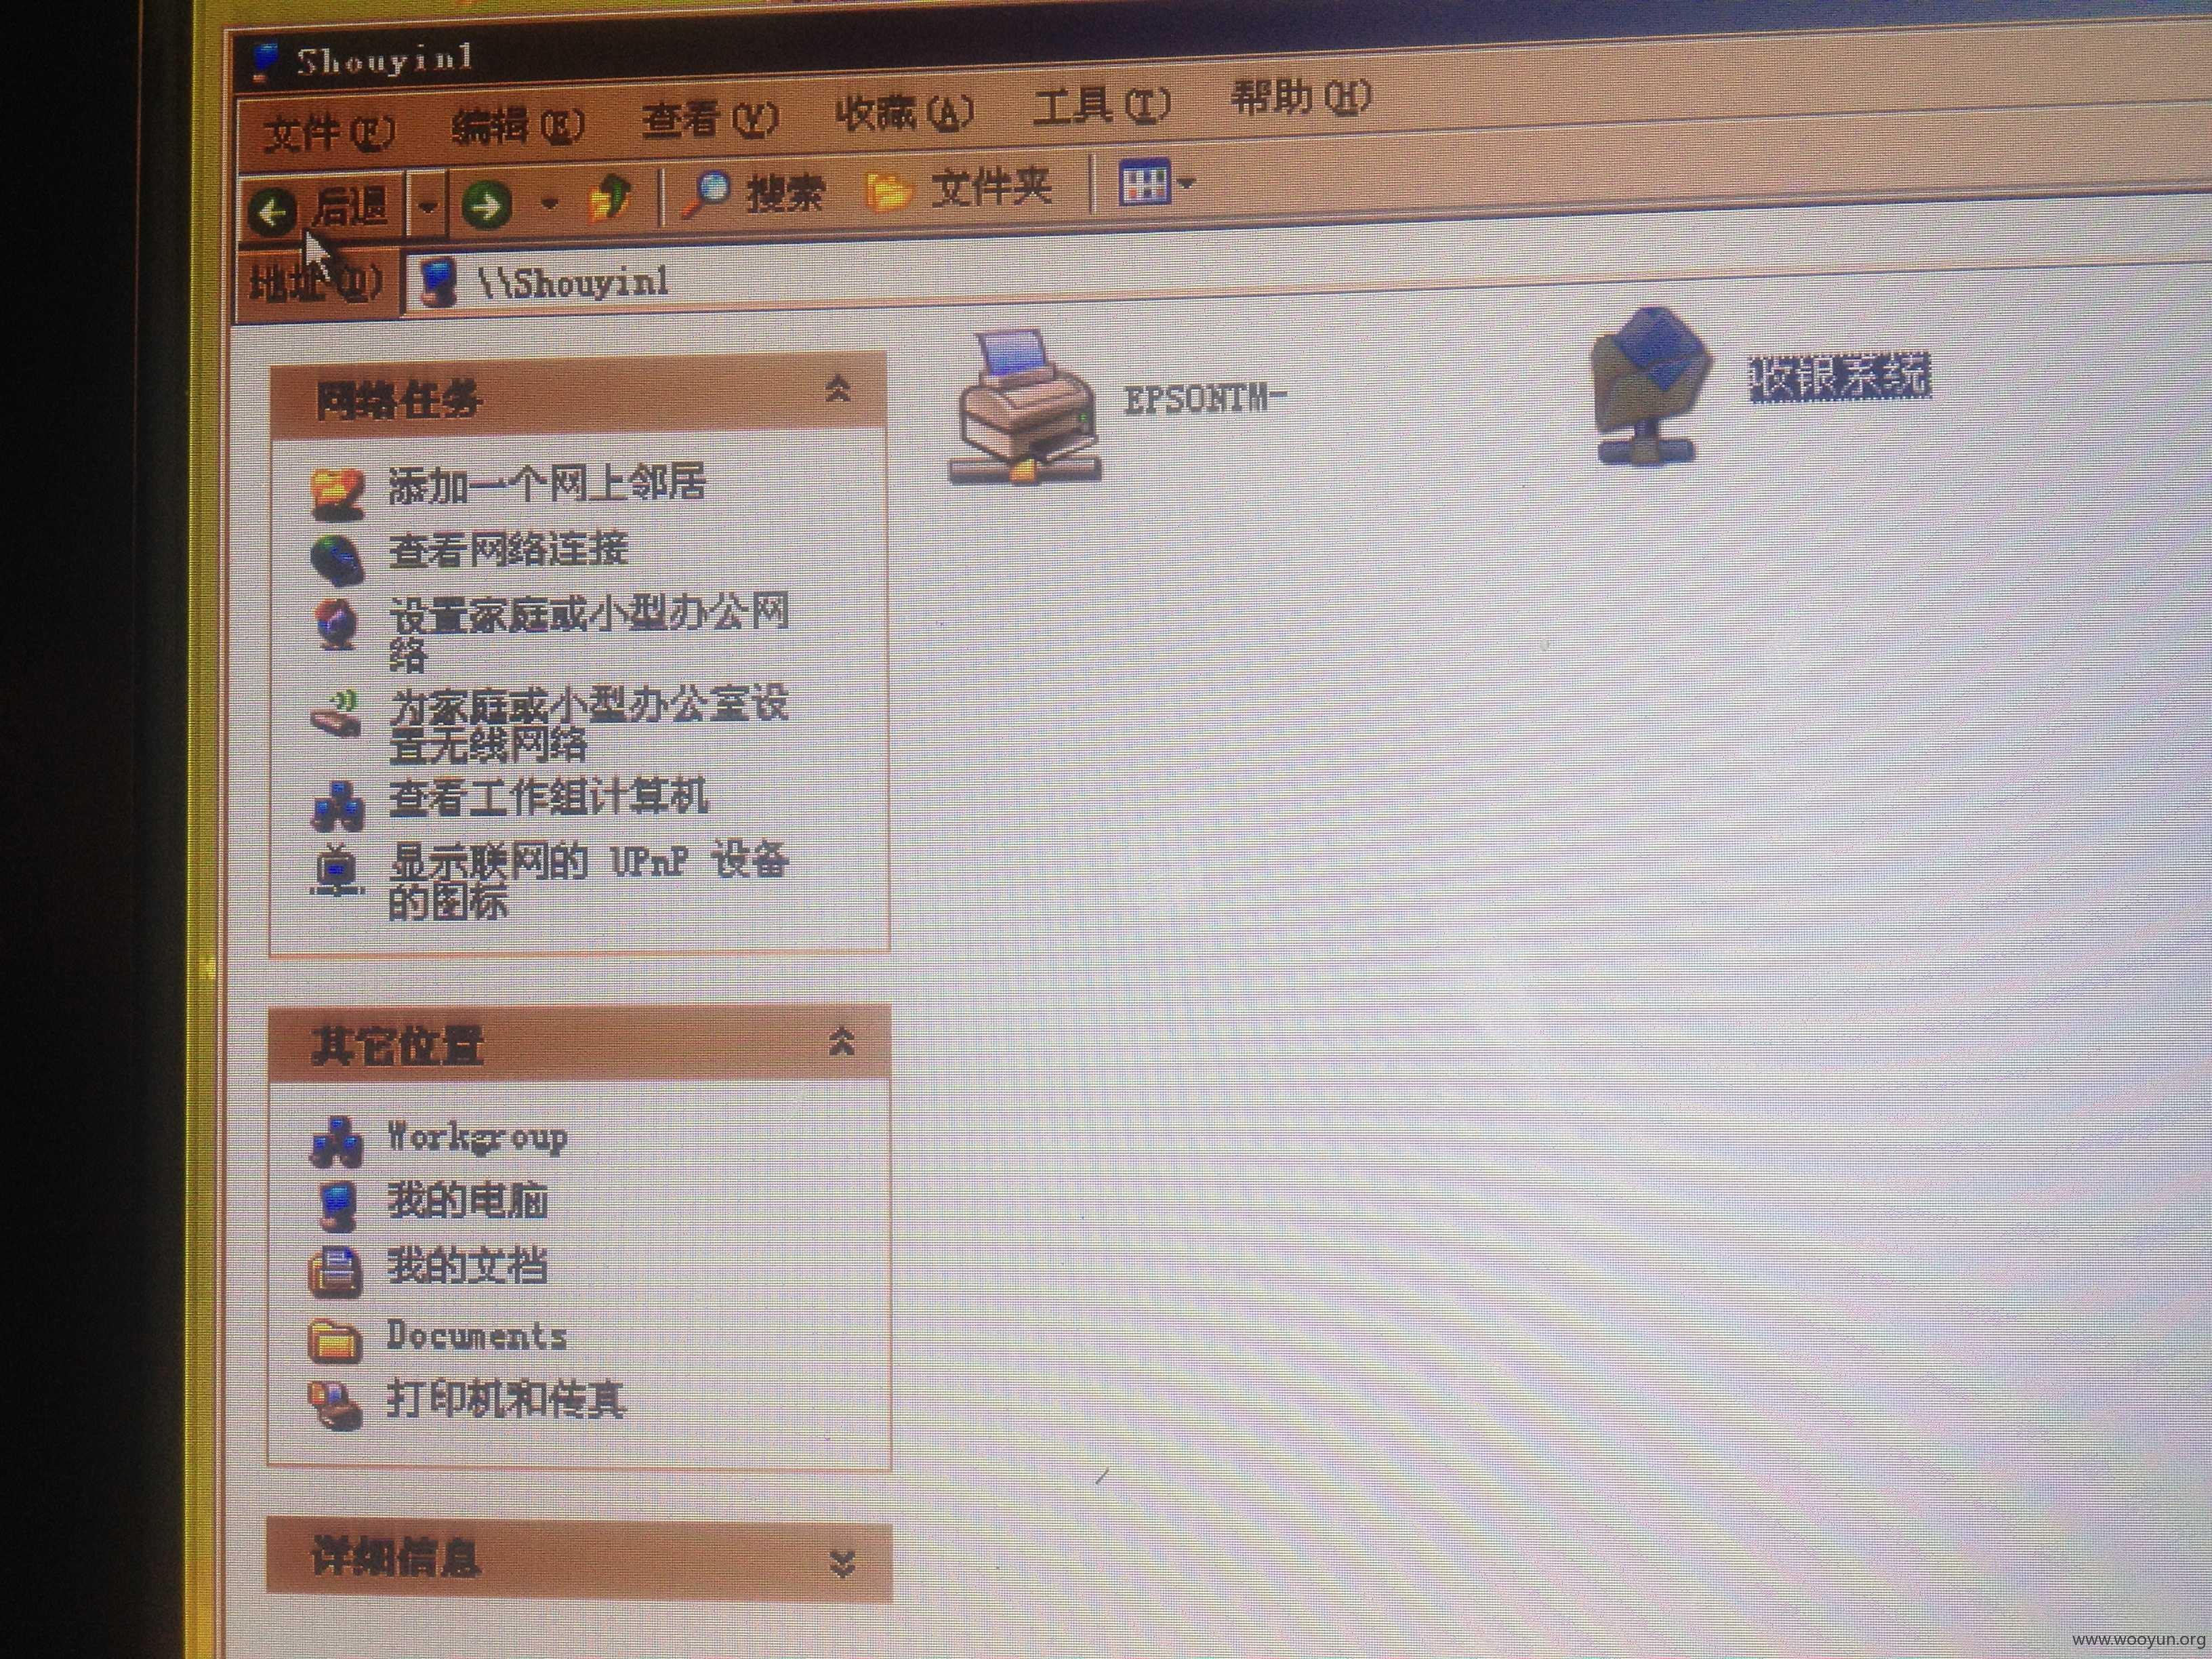 Shouyin1
文件(F) 编辑(E) 查看(V) 收藏(A) 工具(T) 帮助(H)
后退 搜索 文件夹
地址(D) \\Shouyin1
网络任务
添加一个网上邻居
查看网络连接
设置家庭或小型办公网
络
为家庭或小型办公室设
置无线网络
查看工作组计算机
显示联网的 UPnP 设备
的图标
其它位置
Workgroup
我的电脑
我的文档
Documents
打印机和传真
详细信息
EPSONTM-
收银系统
www.wooyun.org